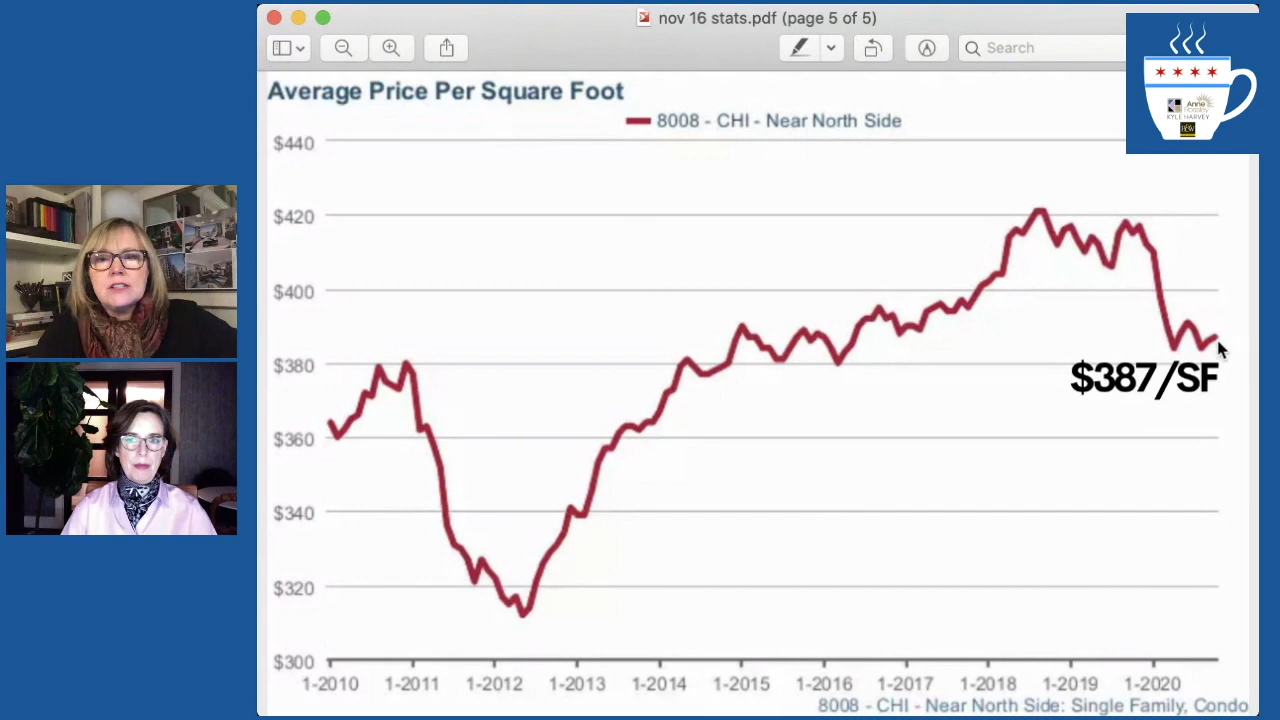 nov 16 stats.pdf (page 5 of 5)
Search
Average Price Per Square Foot
8008 - CHI - Near North Side
$440
$420
$400
$380
$360
$340
$320
$300
$387/SF
1-2010 1-2011 1-2012 1-2013 1-2014 1-2015 1-2016 1-2017 1-2018 1-2019 1-2020
8008 - CHI - Near North Side: Single Family, Condo
Anne
KYLE HARVEY